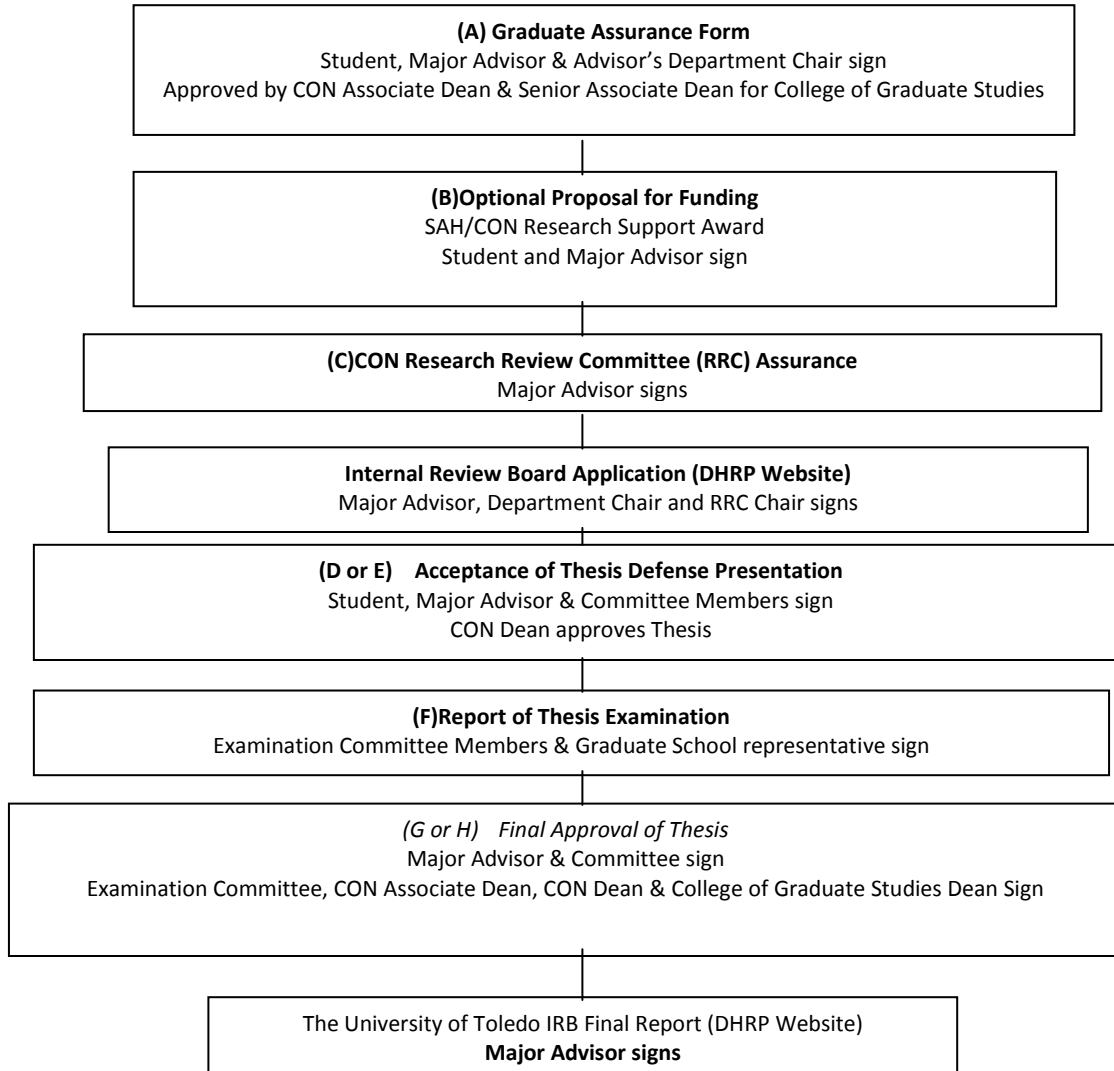 (A) Graduate Assurance Form
Student, Major Advisor & Advisor’s Department Chair sign
Approved by CON Associate Dean & Senior Associate Dean for College of Graduate Studies
(B)Optional Proposal for Funding
SAH/CON Research Support Award
Student and Major Advisor sign
(C)CON Research Review Committee (RRC) Assurance
Major Advisor signs
Internal Review Board Application (DHRP Website)
Major Advisor, Department Chair and RRC Chair signs
(D or E) Acceptance of Thesis Defense Presentation
Student, Major Advisor & Committee Members sign
CON Dean approves Thesis
(F)Report of Thesis Examination
Examination Committee Members & Graduate School representative sign
(G or H) Final Approval of Thesis
Major Advisor & Committee sign
Examination Committee, CON Associate Dean, CON Dean & College of Graduate Studies Dean Sign
The University of Toledo IRB Final Report (DHRP Website)
Major Advisor signs